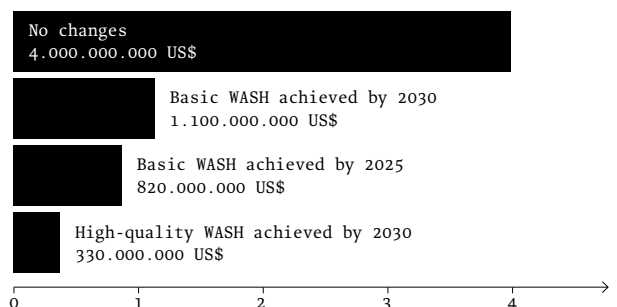 No changes
4.000.000.000 US$
Basic WASH achieved by 2030
1.100.000.000 US$
Basic WASH achieved by 2025
820.000.000 US$
High-quality WASH achieved by 2030
330.000.000 US$
0 1 2 3 4